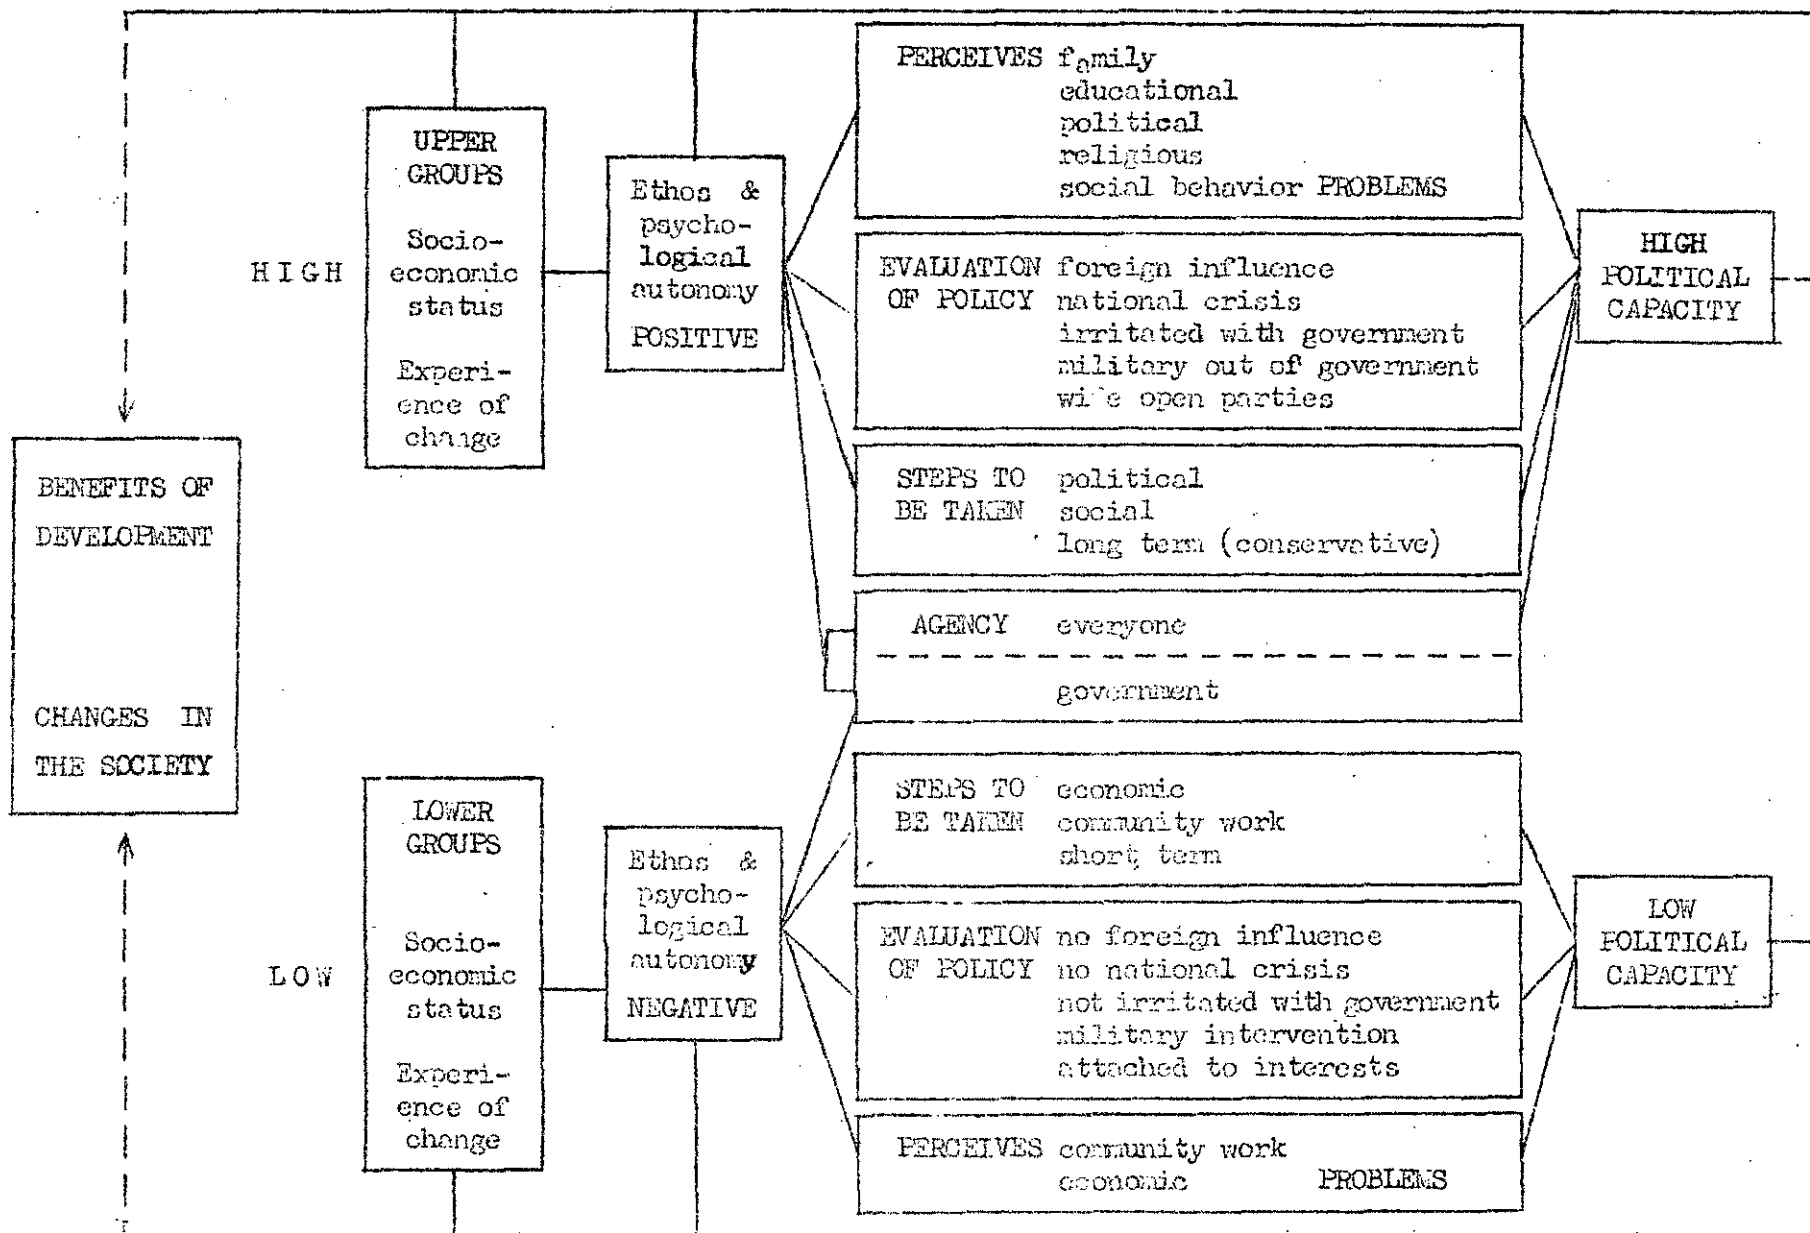 BENEFITS OF
DEVELOPMENT
CHANGES IN
THE SOCIETY
HIGH
UPPER
GROUPS
Socio-
economic
status
Experi-
ence of
change
Ethos &
psycho-
logical
autonomy
POSITIVE
PERCEIVES family
educational
political
religious
social behavior PROBLEMS
EVALUATION foreign influence
OF POLICY national crisis
irritated with government
military out of government
open parties
STEPS TO political
BE TAKEN social
long term (conservative)
AGENCY everyone
government
HIGH
POLITICAL
CAPACITY
LOW
LOWER
GROUPS
Socio-
economic
status
Experi-
ence of
change
Ethos &
psycho-
logical
autonomy
NEGATIVE
STEPS TO economic
BE TAKEN community work
short term
EVALUATION no foreign influence
OF POLICY no national crisis
not irritated with government
military intervention
attached to interests
PERCEIVES community work
economic PROBLEMS
LOW
POLITICAL
CAPACITY